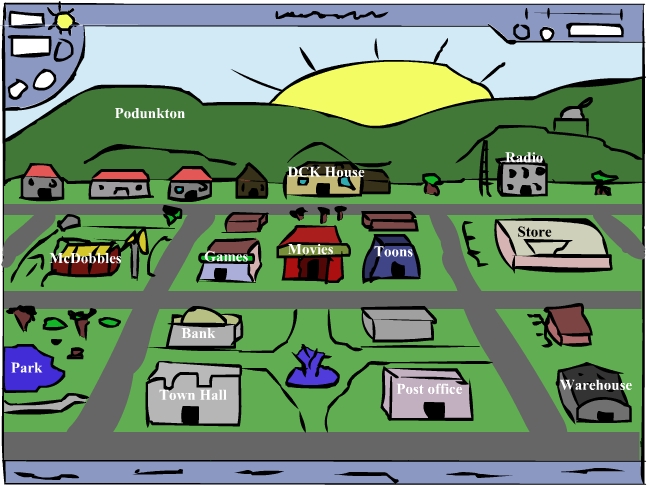 Podunkton
Radio
DCK House
Store
McDobbles
Games
Movies
Toons
Bank
Park
Town Hall
Post office
Warehouse